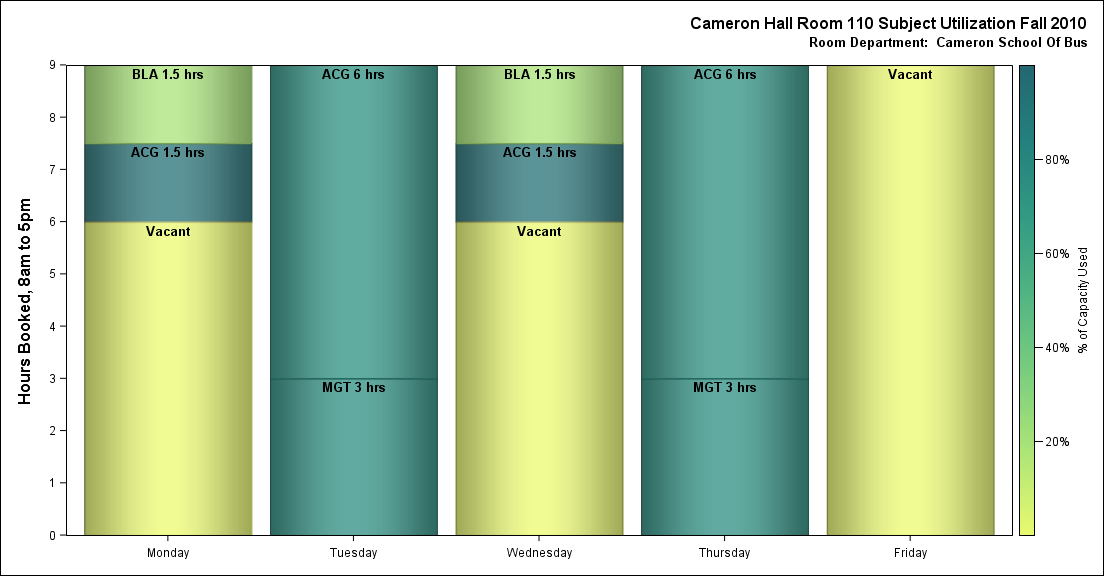 Cameron Hall Room 110 Subject Utilization Fall 2010
Room Department: Cameron School Of Bus
Hours Booked, 8am to 5pm
9
8
7
6
5
4
3
2
1
0
BLA 1.5 hrs
ACG 1.5 hrs
Vacant
ACG 6 hrs
MGT 3 hrs
BLA 1.5 hrs
ACG 1.5 hrs
Vacant
ACG 6 hrs
MGT 3 hrs
Vacant
Monday
Tuesday
Wednesday
Thursday
Friday
80%
60%
40%
20%
% of Capacity Used